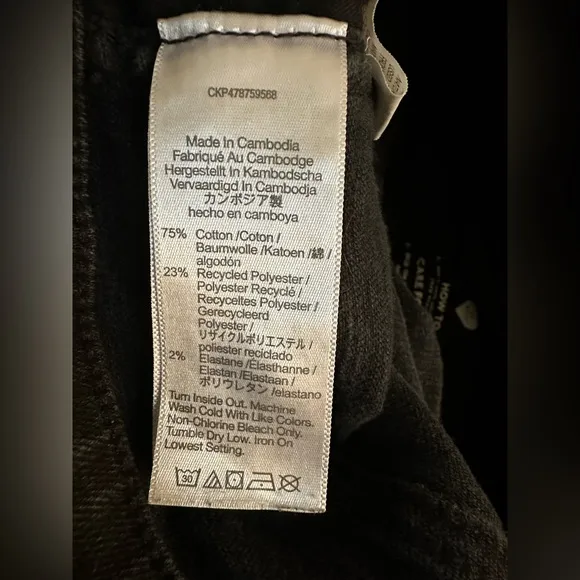 CKP478759568
Made In Cambodia
Fabriqué Au Cambodge
Hergestellt In Kambodscha
Vervaardigd In Cambodja
カンボジア製
hecho en camboya
75% Cotton /Coton /
Baumwolle /Katoen /綿 /
algodón
23% Recycled Polyester /
Polyester Recyclé /
Recyceltes Polyester /
Gerecycleerd
Polyester /
リサイクルポリエステル /
poliester reciclado
2% Elastane /Élasthanne /
Elastan /Elastaan /
ポリウレタン /elastano
Turn Inside Out. Machine
Wash Cold With Like Colors.
Non-Chlorine Bleach Only.
Tumble Dry Low. Iron On
Lowest Setting.
30
HOW TO